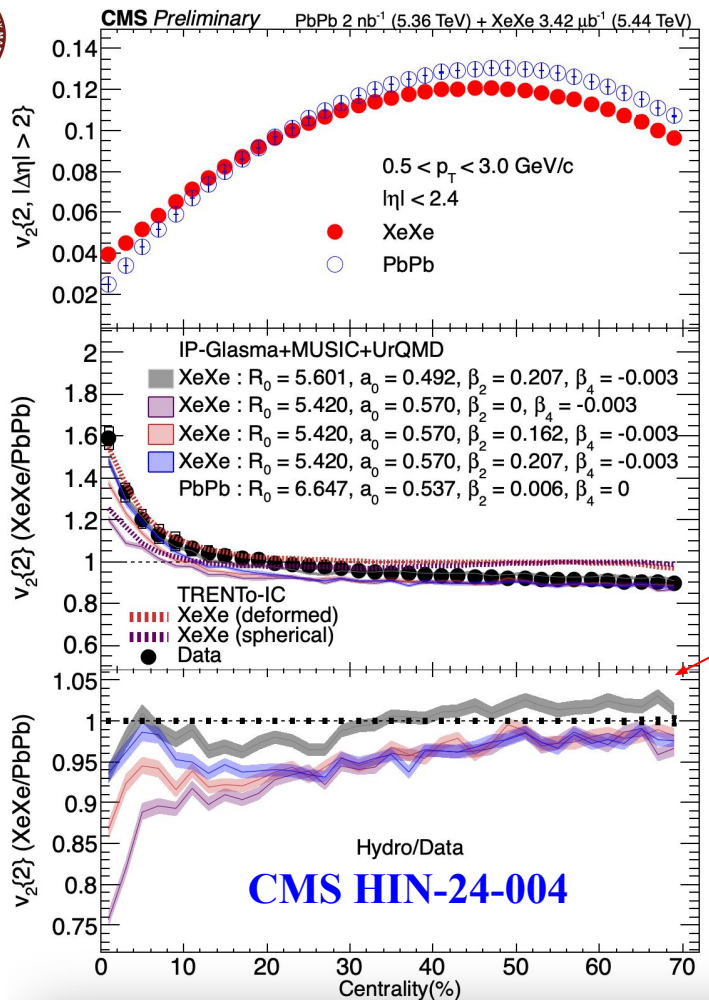 CMS Preliminary PbPb 2 nb⁻¹ (5.36 TeV) + XeXe 3.42 μb⁻¹ (5.44 TeV)
0.14
0.12
0.1
0.08
0.06
0.04
0.02
v₂{2, |Δη| > 2}
0.5 < p_T < 3.0 GeV/c
|η| < 2.4
XeXe
PbPb
2
1.8
1.6
1.4
1.2
1
0.8
0.6
v₂{2} (XeXe/PbPb)
IP-Glasma+MUSIC+UrQMD
XeXe : R₀ = 5.601, a₀ = 0.492, β₂ = 0.207, β₄ = -0.003
XeXe : R₀ = 5.420, a₀ = 0.570, β₂ = 0, β₄ = -0.003
XeXe : R₀ = 5.420, a₀ = 0.570, β₂ = 0.162, β₄ = -0.003
XeXe : R₀ = 5.420, a₀ = 0.570, β₂ = 0.207, β₄ = -0.003
PbPb : R₀ = 6.647, a₀ = 0.537, β₂ = 0.006, β₄ = 0
TRENTo-IC
XeXe (deformed)
XeXe (spherical)
Data
1.05
1
0.95
0.9
0.85
0.8
0.75
v₂{2} (XeXe/PbPb)
Hydro/Data
CMS HIN-24-004
0 10 20 30 40 50 60 70
Centrality(%)